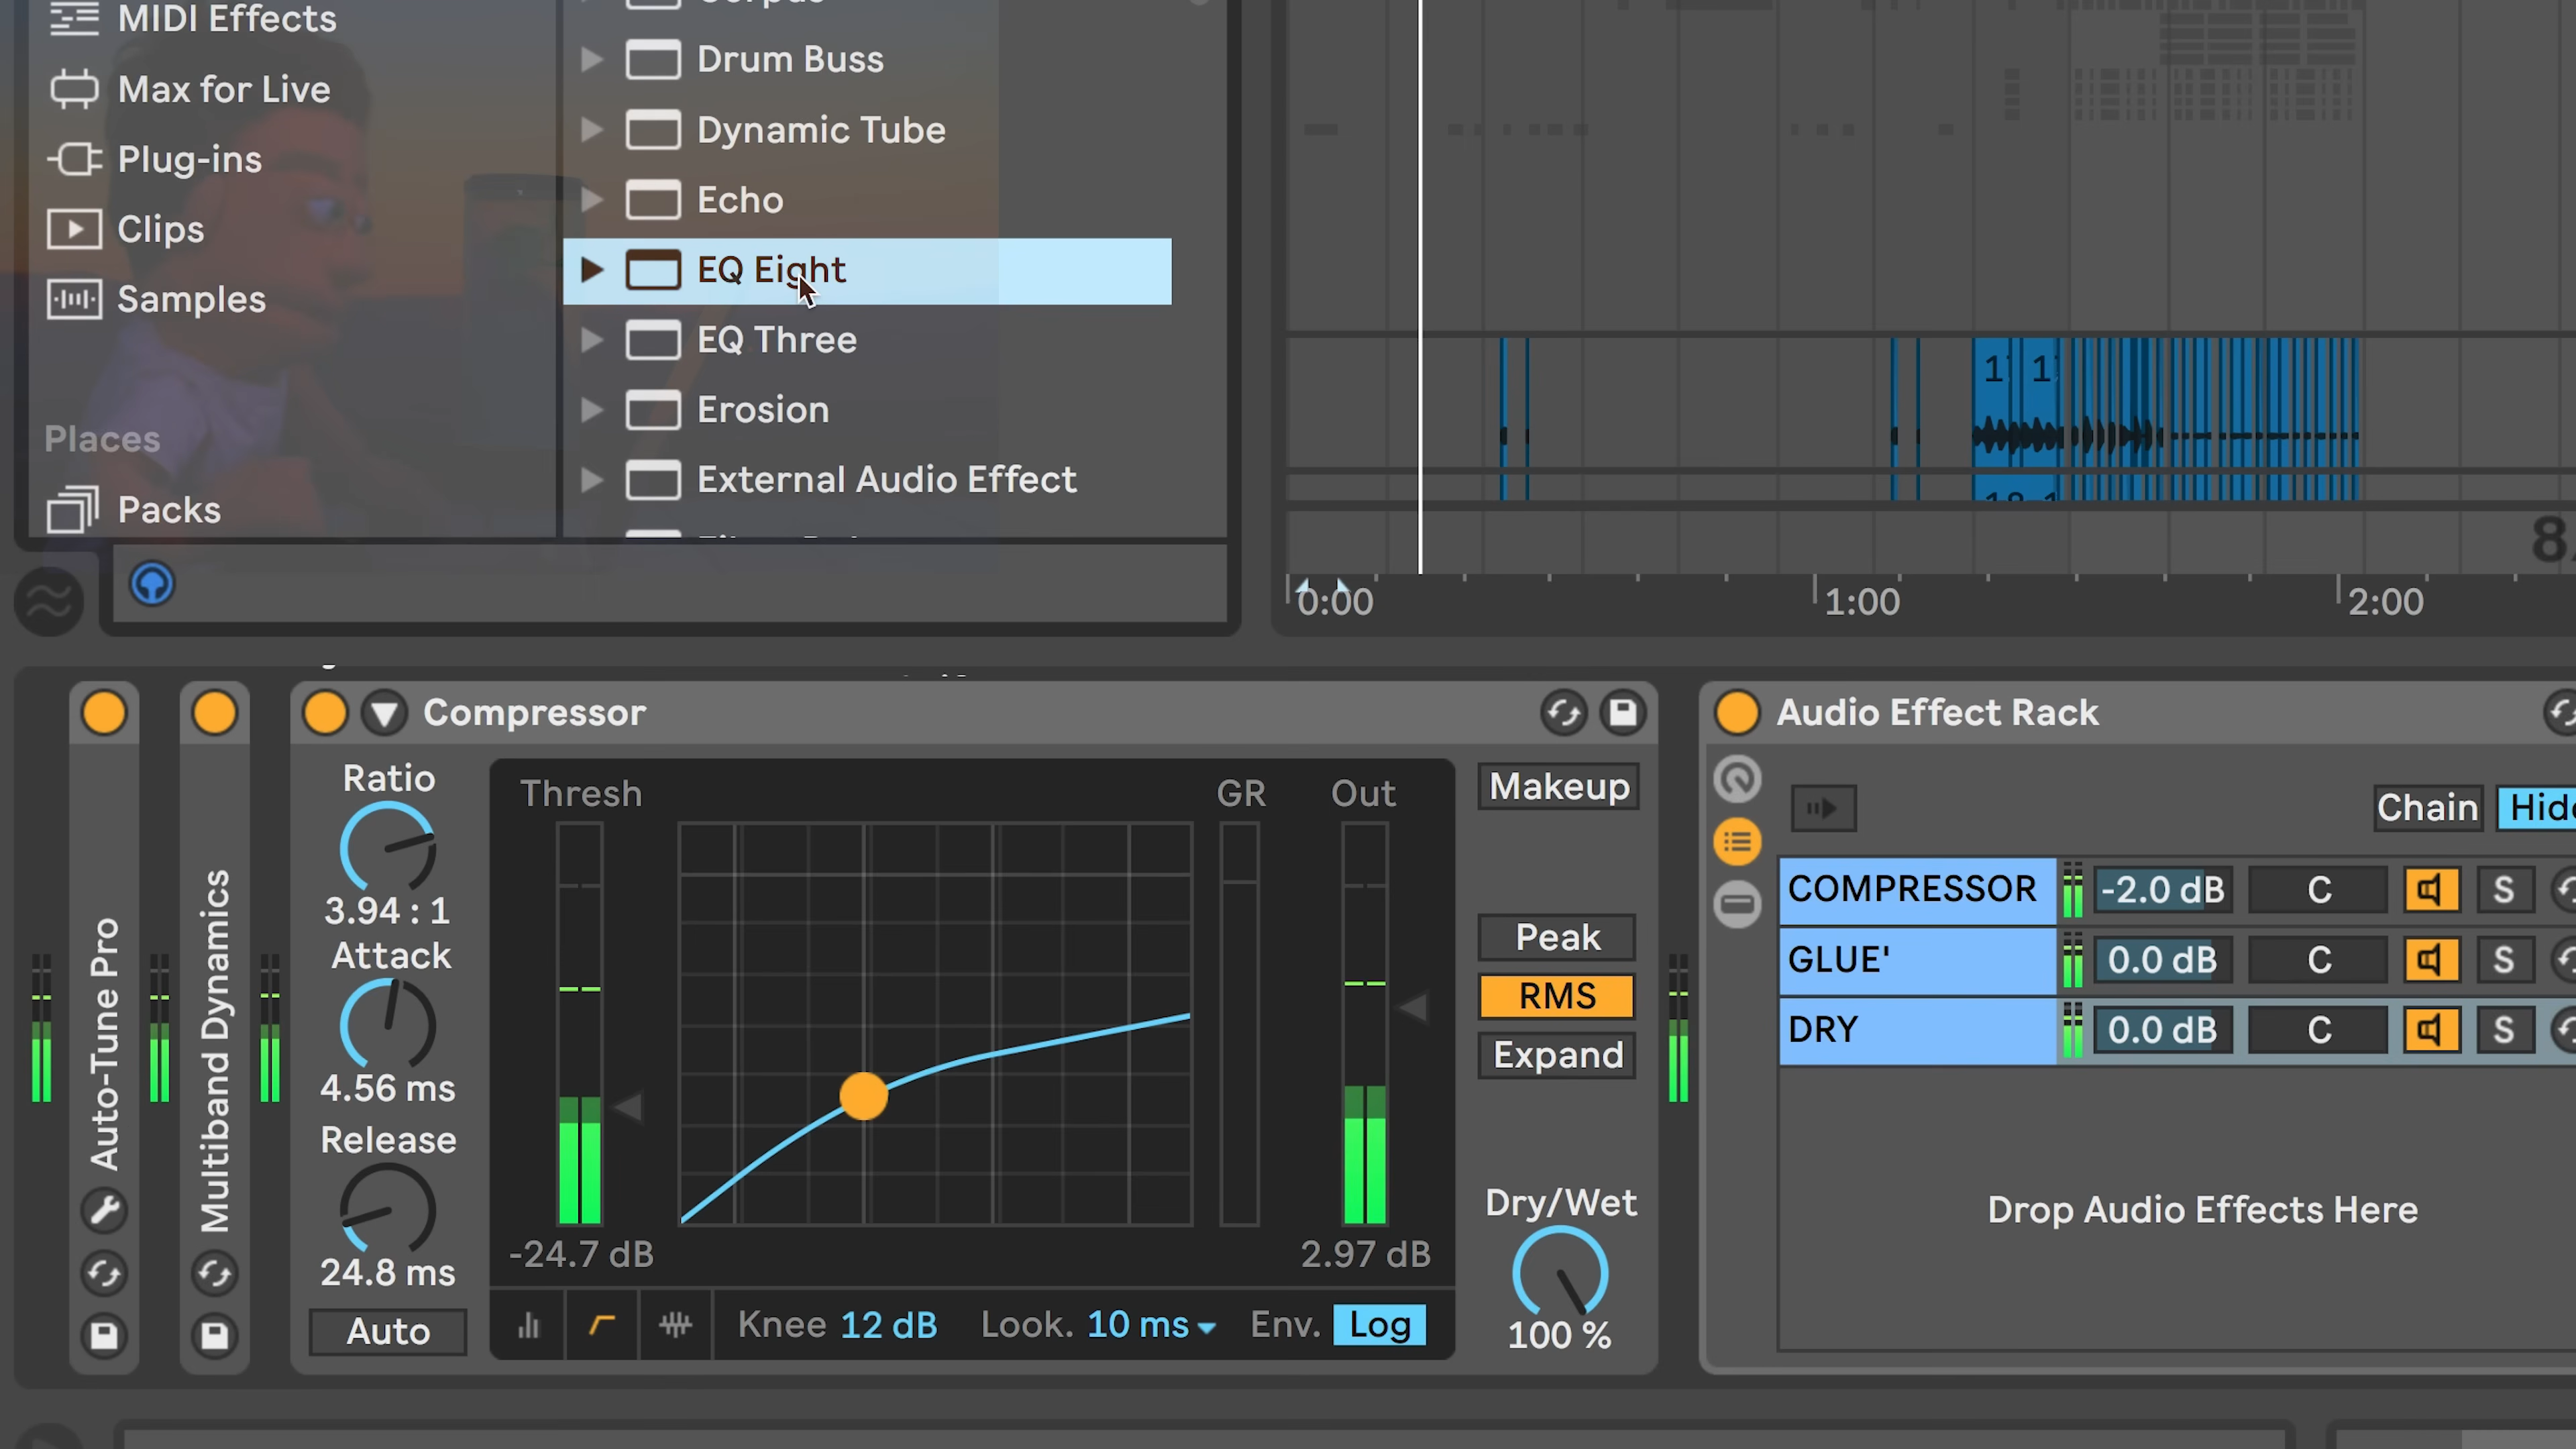 MIDI Effects
Max for Live
Plug-ins
Clips
Samples
Places
Packs
Drum Buss
Dynamic Tube
Echo
EQ Eight
EQ Three
Erosion
External Audio Effect
1 1
0:00 1:00 2:00
8
Auto-Tune Pro
Multiband Dynamics
Compressor
Ratio
3.94 : 1
Attack
4.56 ms
Release
24.8 ms
Auto
Thresh
-24.7 dB
GR
Out
2.97 dB
Knee 12 dB Look. 10 ms Env. Log
Makeup
Peak
RMS
Expand
Dry/Wet
100 %
Audio Effect Rack
Chain Hide
COMPRESSOR -2.0 dB C S
GLUE' 0.0 dB C S
DRY 0.0 dB C S
Drop Audio Effects Here